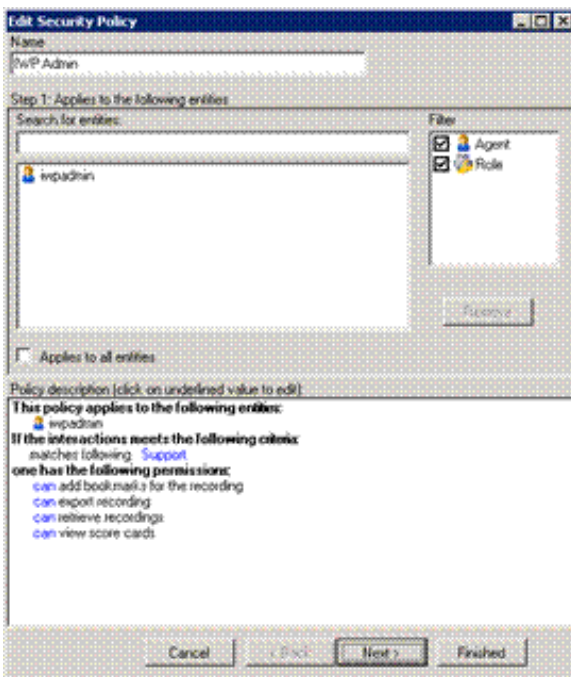 Edit Security Policy
Name
IWP Admin
Step 1: Applies to the following entities
Search for entities:
Filter
Agent
Role
iwpadmin
Remove
Applies to all entities
Policy description (click on underlined value to edit):
This policy applies to the following entities:
iwpadmin
If the interactions meets the following criteria:
matches following Support
one has the following permissions:
can add bookmarks for the recording
can export recording
can retrieve recordings
can view score cards
Cancel
< Back
Next >
Finished